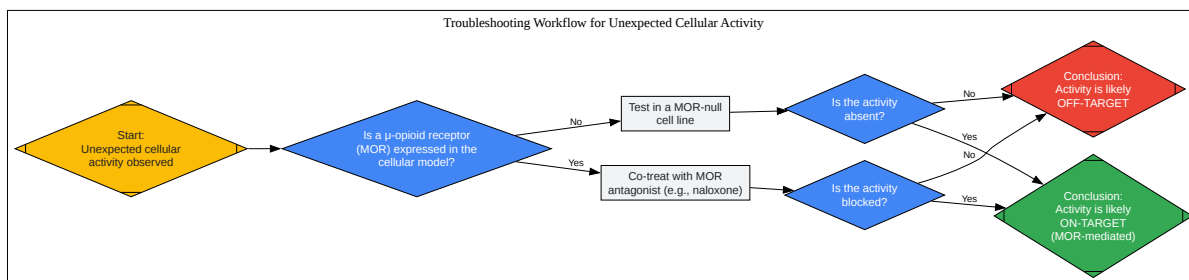 Troubleshooting Workflow for Unexpected Cellular Activity
Start:
Unexpected cellular
activity observed
Is a μ-opioid receptor
(MOR) expressed in the
cellular model?
No
Yes
Test in a MOR-null
cell line
Co-treat with MOR
antagonist (e.g., naloxone)
Is the activity
absent?
Is the activity
blocked?
No
Yes
No
Yes
Conclusion:
Activity is likely
OFF-TARGET
Conclusion:
Activity is likely
ON-TARGET
(MOR-mediated)